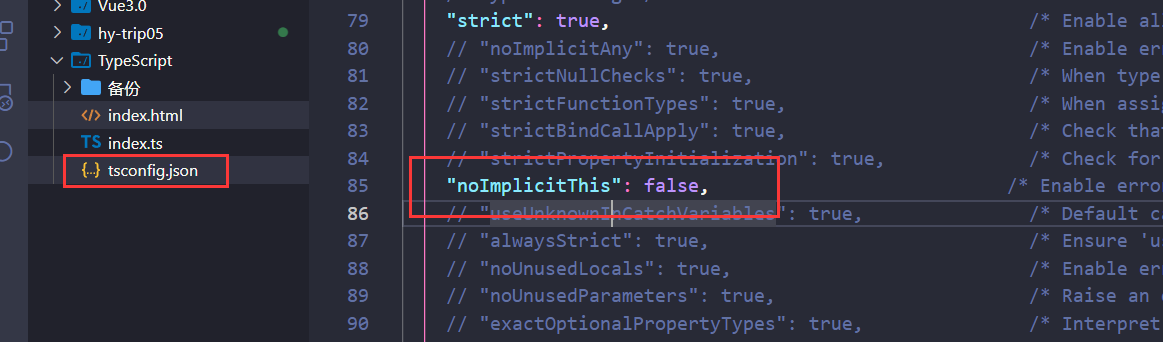 Vue3.0
hy-trip05
TypeScript
备份
index.html
TS index.ts
{..} tsconfig.json
79 "strict": true, /* Enable al
80 // "noImplicitAny": true, /* Enable er
81 // "strictNullChecks": true, /* When type
82 // "strictFunctionTypes": true, /* When assig
83 // "strictBindCallApply": true, /* Check that
84 // "strictPropertyInitialization": true, /* Check for
85 "noImplicitThis": false, /* Enable erro
86 // "useUnknownInCatchVariables": true, /* Default ca
87 // "alwaysStrict": true, /* Ensure 'u
88 // "noUnusedLocals": true, /* Enable er
89 // "noUnusedParameters": true, /* Raise an
90 // "exactOptionalPropertyTypes": true, /* Interpret